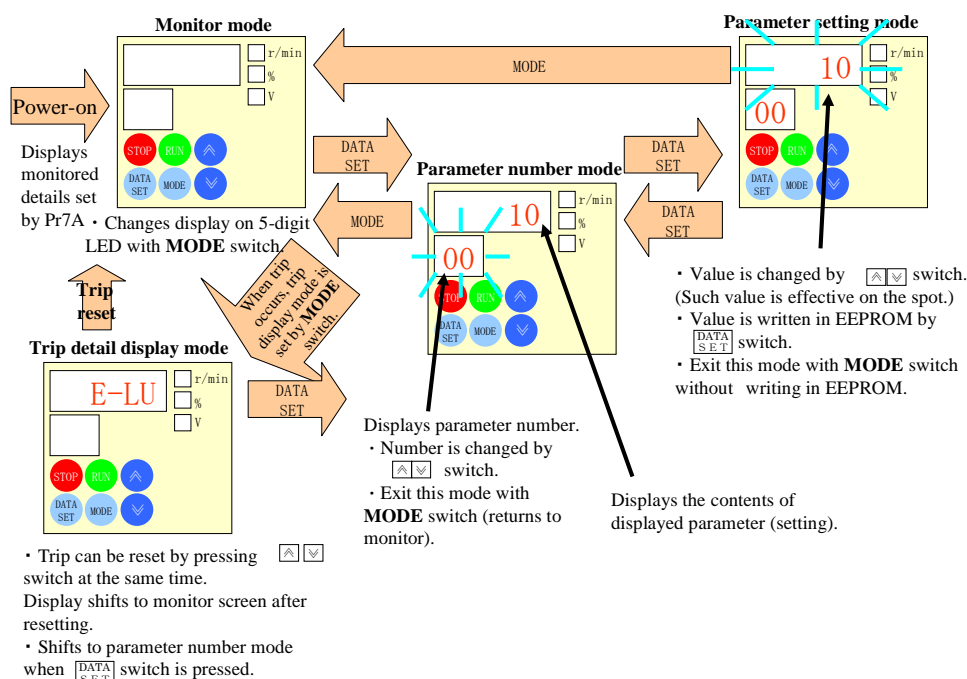 Monitor mode
r/min
%
V
STOP RUN
DATA SET MODE
Power-on
Displays
monitored
details set
by Pr7A
・Changes display on 5-digit
LED with MODE switch.
MODE
Parameter setting mode
10
r/min
%
V
00
STOP RUN
DATA SET MODE
DATA
SET
MODE
DATA
SET
DATA
SET
Parameter number mode
10
r/min
%
V
00
STOP RUN
DATA SET MODE
・Value is changed by switch.
(Such value is effective on the spot.)
・Value is written in EEPROM by
DATA SET switch.
・Exit this mode with MODE switch
without writing in EEPROM.
Trip
reset
When trip
occurs, trip
display mode is
set by MODE
switch.
Trip detail display mode
E-LU
r/min
%
V
STOP RUN
DATA SET MODE
DATA
SET
Displays parameter number.
・Number is changed by
switch.
・Exit this mode with
MODE switch (returns to
monitor).
Displays the contents of
displayed parameter (setting).
・Trip can be reset by pressing
switch at the same time.
Display shifts to monitor screen after
resetting.
・Shifts to parameter number mode
when DATA SET switch is pressed.